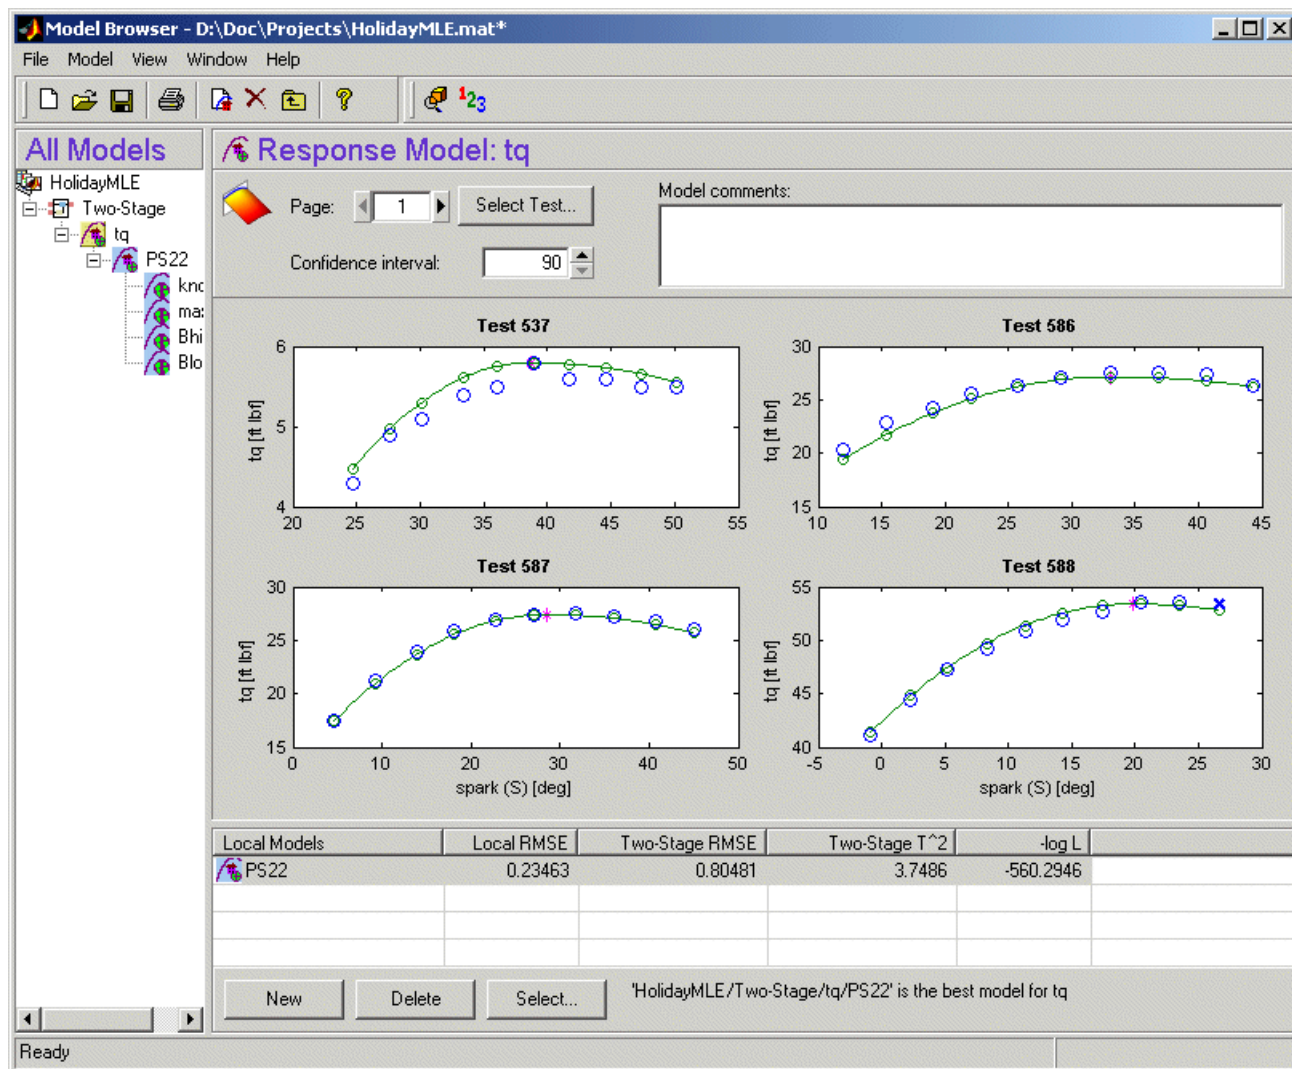 Model Browser - D:\Doc\Projects\HolidayMLE.mat*
File Model View Window Help
1 2 3
All Models
HolidayMLE
Two-Stage
tq
PS22
knc
ma:
Bhi
Blo
Response Model: tq
Page: 1 Select Test...
Confidence interval: 90
Model comments:
Test 537
6
5
4
tq [ft lbf]
20 25 30 35 40 45 50 55
Test 586
30
25
20
15
tq [ft lbf]
10 15 20 25 30 35 40 45
Test 587
30
25
20
15
tq [ft lbf]
0 10 20 30 40 50
spark (S) [deg]
Test 588
55
50
45
40
tq [ft lbf]
-5 0 5 10 15 20 25 30
spark (S) [deg]
Local Models Local RMSE Two-Stage RMSE Two-Stage T^2 -log L
PS22 0.23463 0.80481 3.7486 -560.2946
New Delete Select... 'HolidayMLE/Two-Stage/tq/PS22' is the best model for tq
Ready